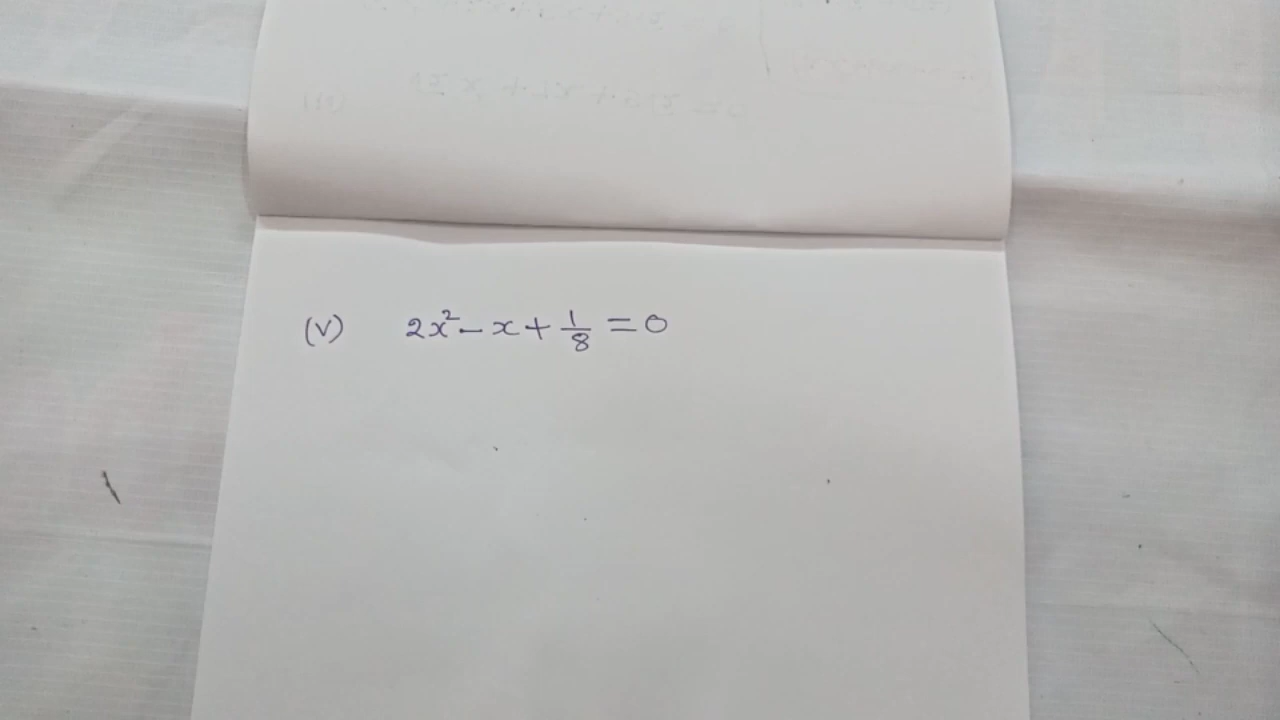 (V) 2x² - x + 1/8 = 0